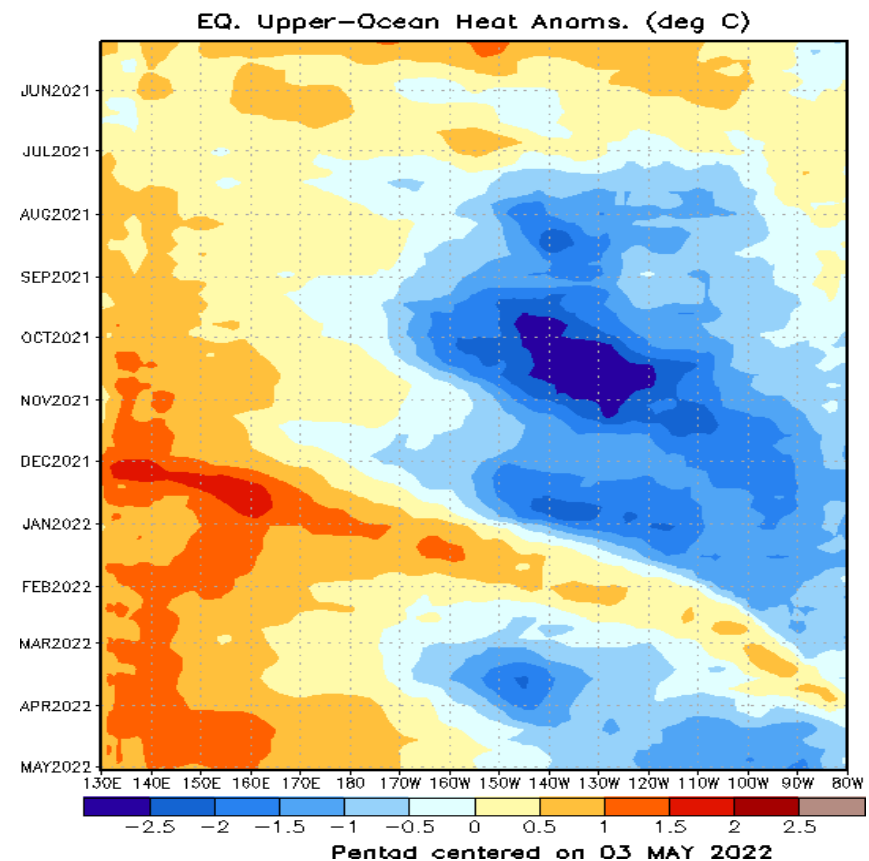 EQ. Upper-Ocean Heat Anoms. (deg C)
JUN2021
JUL2021
AUG2021
SEP2021
OCT2021
NOV2021
DEC2021
JAN2022
FEB2022
MAR2022
APR2022
MAY2022
130E 140E 150E 160E 170E 180 170W 160W 150W 140W 130W 120W 110W 100W 90W 80W
-2.5 -2 -1.5 -1 -0.5 0 0.5 1 1.5 2 2.5
Pentad centered on 03 MAY 2022